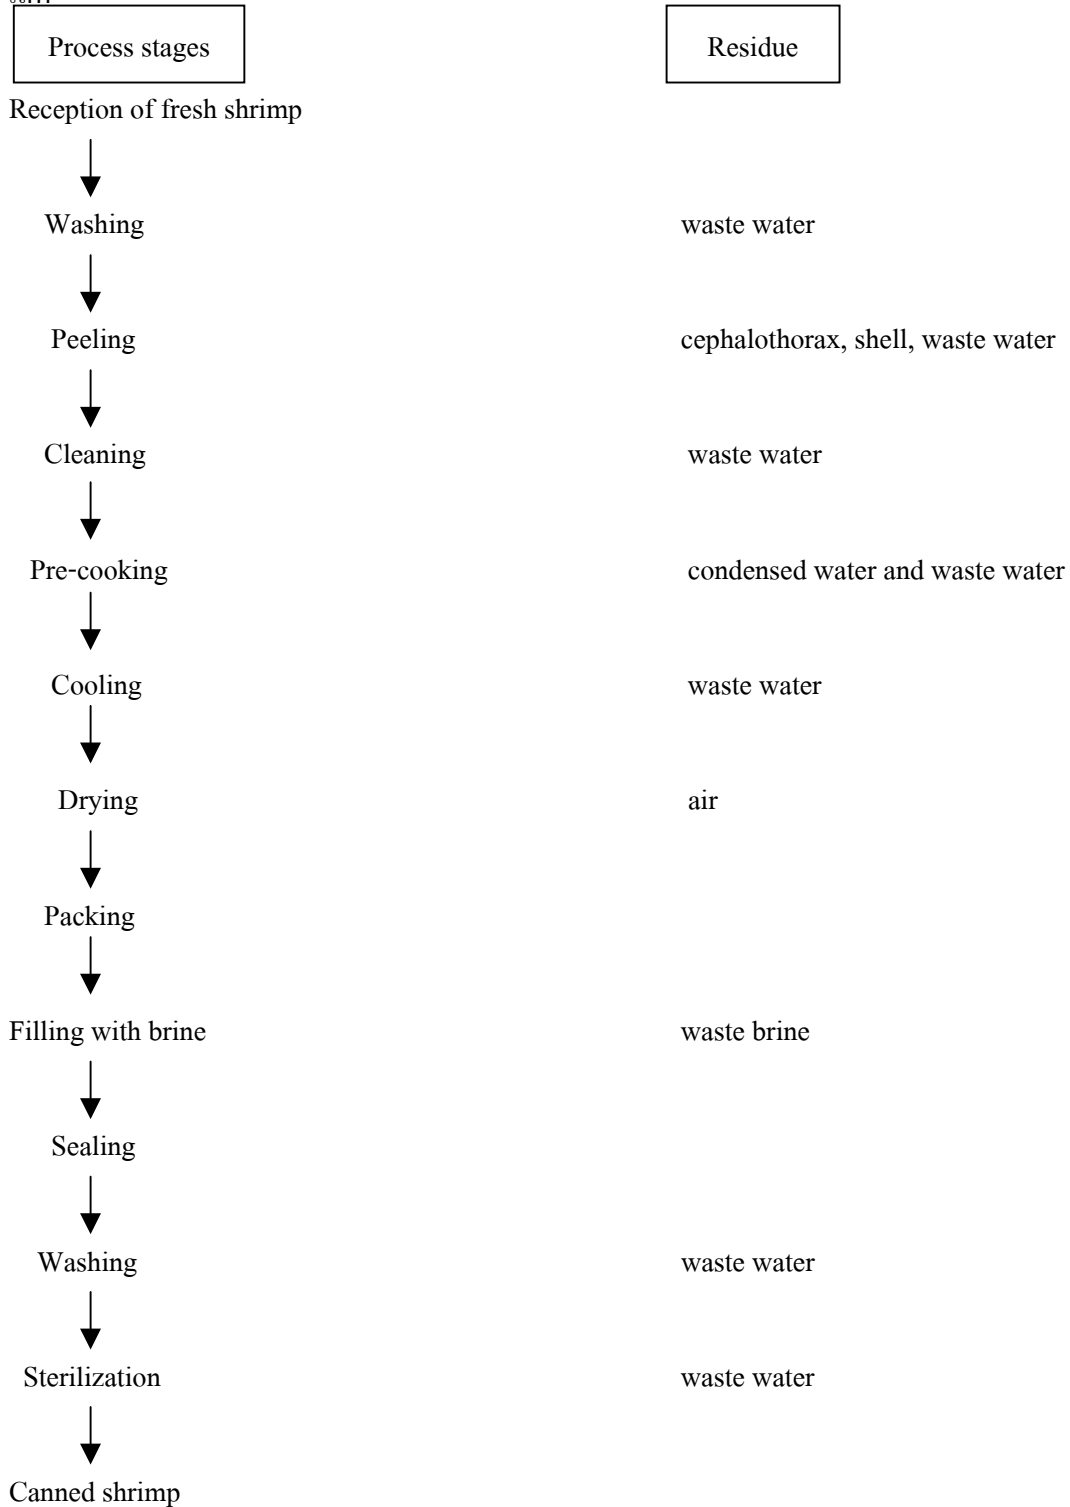 Process stages Residue
Reception of fresh shrimp
Washing waste water
Peeling cephalothorax, shell, waste water
Cleaning waste water
Pre-cooking condensed water and waste water
Cooling waste water
Drying air
Packing
Filling with brine waste brine
Sealing
Washing waste water
Sterilization waste water
Canned shrimp